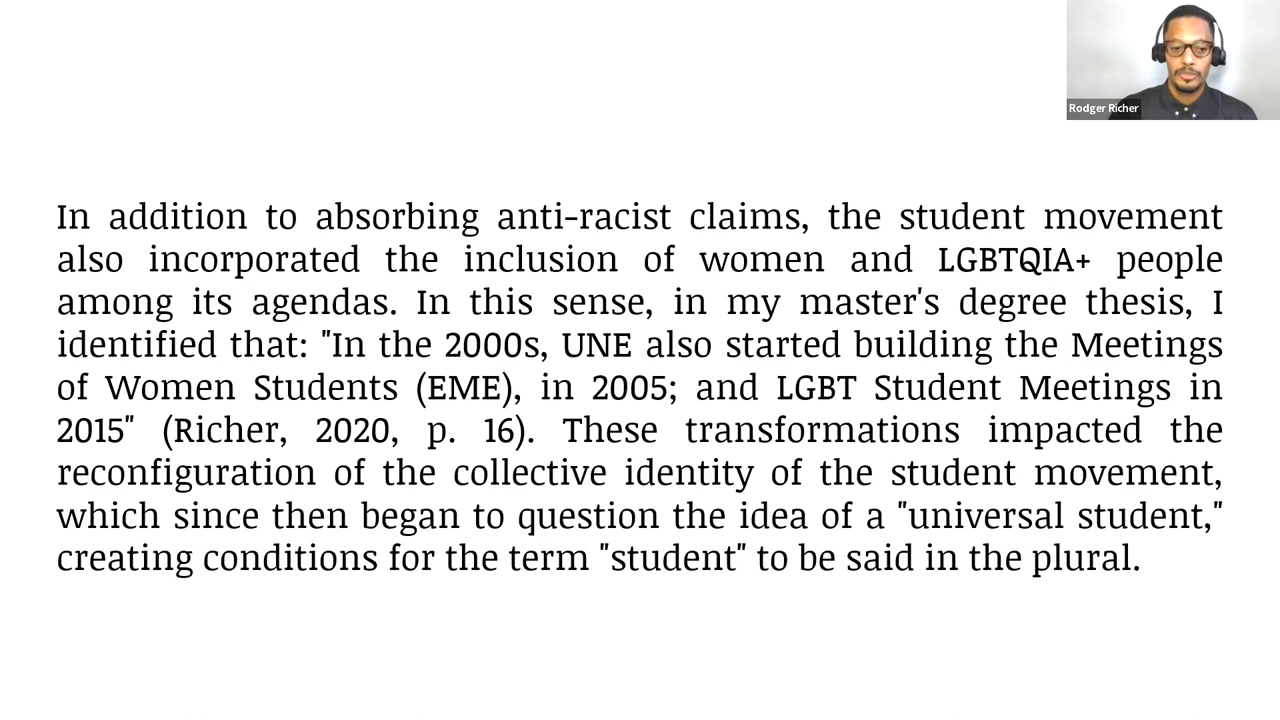 Rodger Richer
In addition to absorbing anti-racist claims, the student movement
also incorporated the inclusion of women and LGBTQIA+ people
among its agendas. In this sense, in my master's degree thesis, I
identified that: "In the 2000s, UNE also started building the Meetings
of Women Students (EME), in 2005; and LGBT Student Meetings in
2015" (Richer, 2020, p. 16). These transformations impacted the
reconfiguration of the collective identity of the student movement,
which since then began to question the idea of a "universal student,"
creating conditions for the term "student" to be said in the plural.